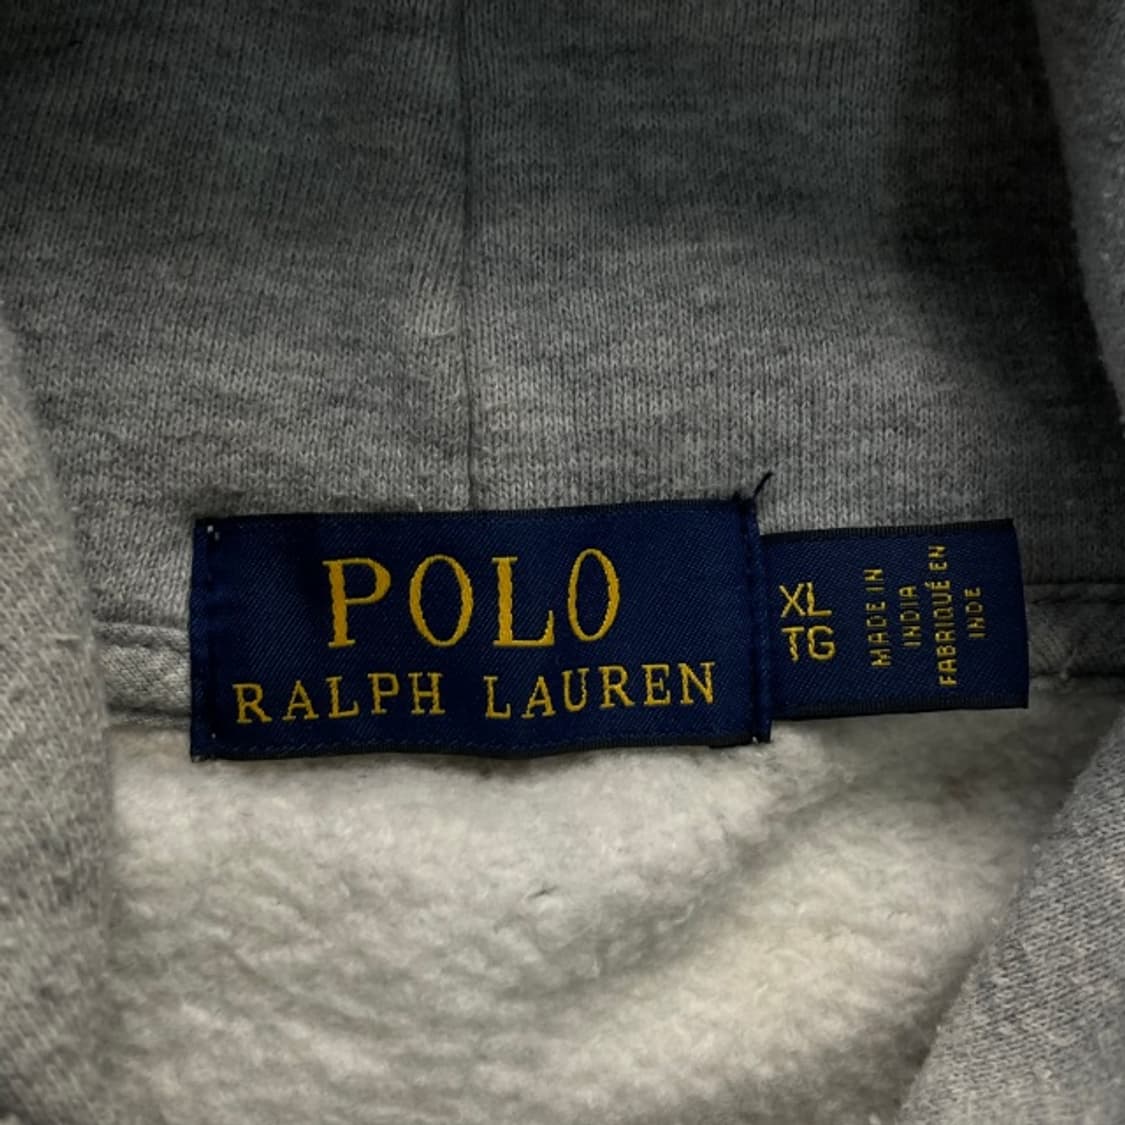 POLO
RALPH LAUREN
XL
TG
MADE IN
INDIA
FABRIQUÉ EN
INDE